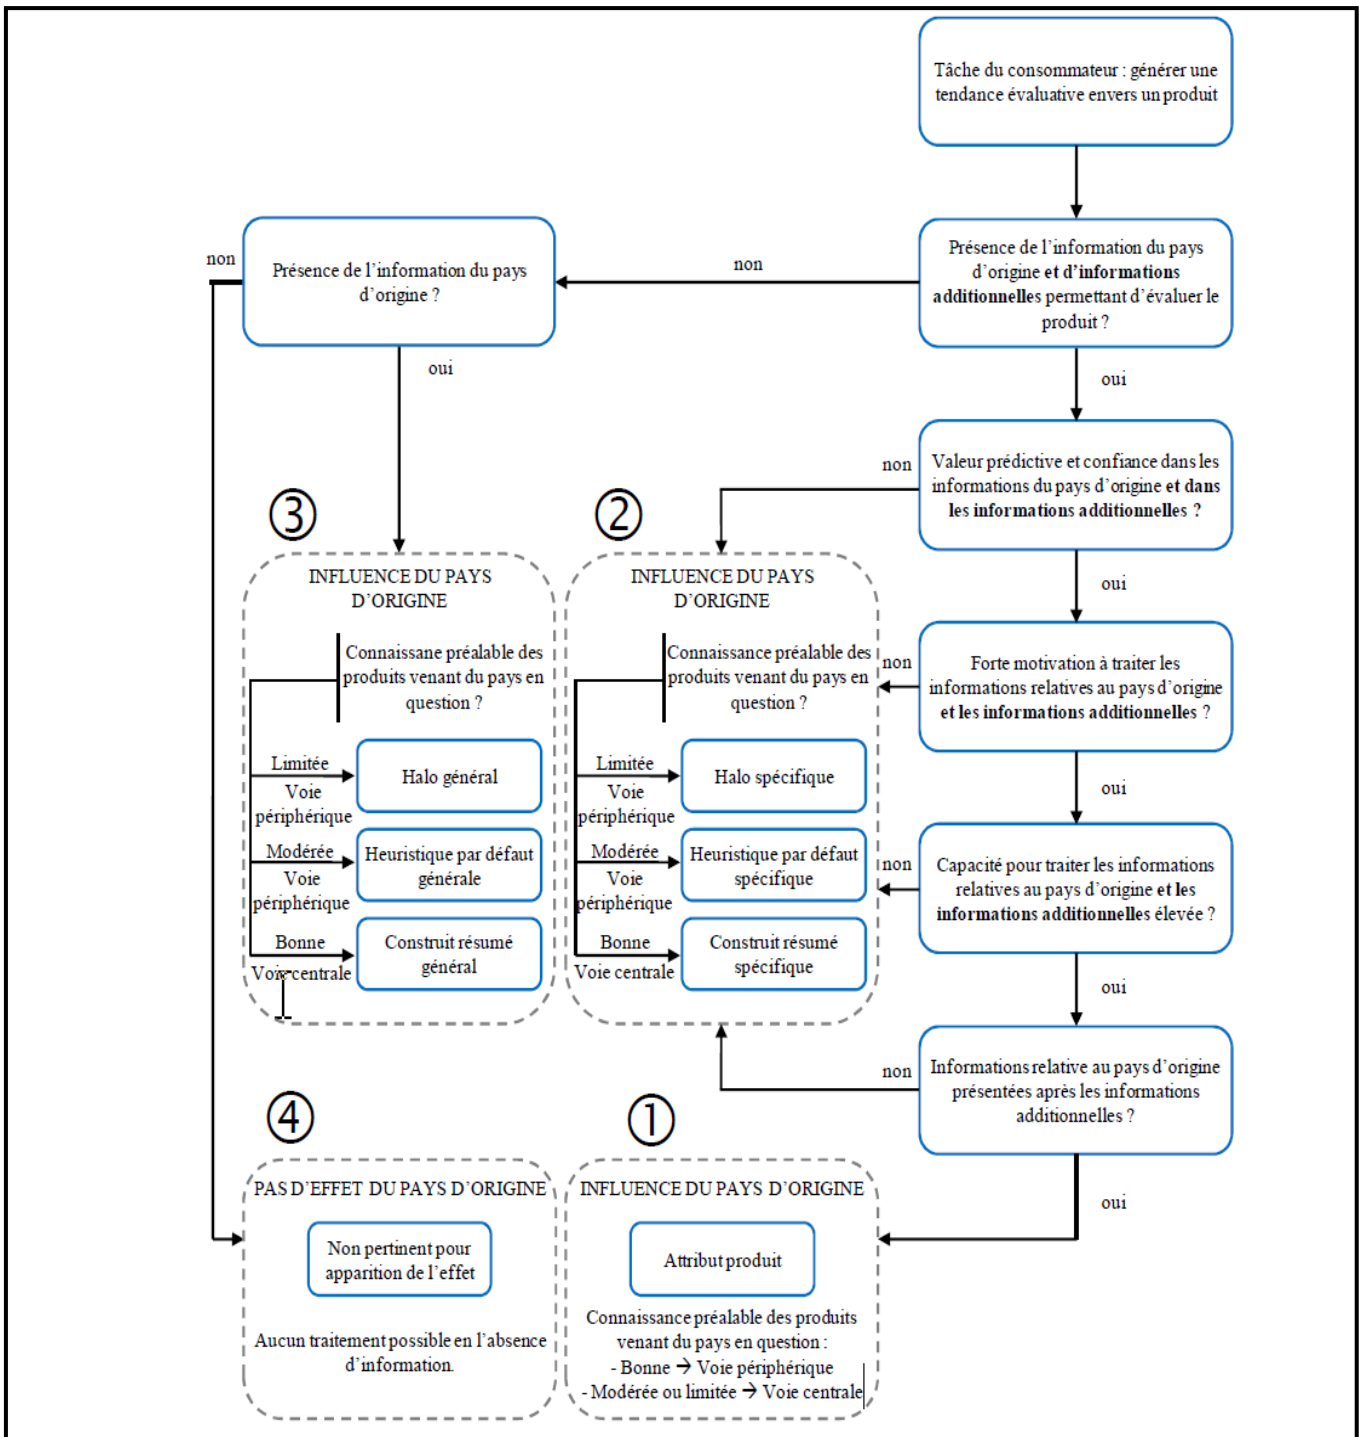 Tâche du consommateur : générer une
tendance évaluative envers un produit
Présence de l’information du pays
d’origine et d’informations
additionnelles permettant d’évaluer le
produit ?
non
Présence de l’information du pays
d’origine ?
non
oui
oui
Valeur prédictive et confiance dans les
informations du pays d’origine et dans
les informations additionnelles ?
non
oui
Forte motivation à traiter les
informations relatives au pays d’origine
et les informations additionnelles ?
non
oui
Capacité pour traiter les informations
relatives au pays d’origine et les
informations additionnelles élevée ?
non
oui
Informations relative au pays d’origine
présentées après les informations
additionnelles ?
non
oui
③
INFLUENCE DU PAYS
D’ORIGINE
Connaissane préalable des
produits venant du pays en
question ?
Limitée
Voie
périphérique
Halo général
Modérée
Voie
périphérique
Heuristique par défaut
générale
Bonne
Voie centrale
Construit résumé
général
②
INFLUENCE DU PAYS
D’ORIGINE
Connaissance préalable des
produits venant du pays en
question ?
Limitée
Voie
périphérique
Halo spécifique
Modérée
Voie
périphérique
Heuristique par défaut
spécifique
Bonne
Voie centrale
Construit résumé
spécifique
④
PAS D’EFFET DU PAYS D’ORIGINE
Non pertinent pour
apparition de l’effet
Aucun traitement possible en l’absence
d’information.
①
INFLUENCE DU PAYS D’ORIGINE
Attribut produit
Connaissance préalable des produits
venant du pays en question :
- Bonne → Voie périphérique
- Modérée ou limitée → Voie centrale